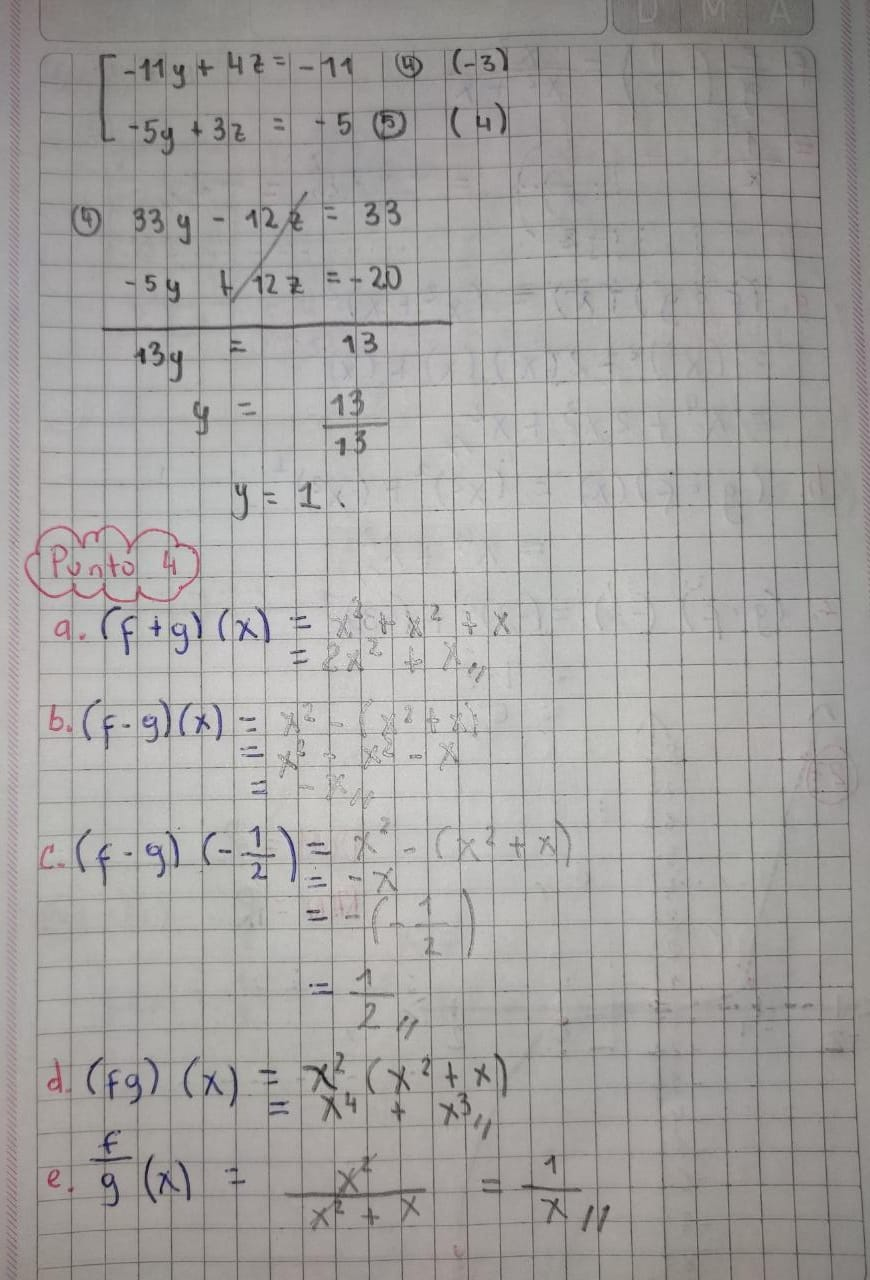 D M A
-11y + 4z = -11 ④ (-3)
-5y + 3z = -5 ⑤ (4)
④ 33y - 12z = 33
-5y + 12z = -20
13y = 13
y = 13/13
y = 1.
Punto 4
a. (f+g)(x) = x² + x² + x
= 2x² + x,,
b. (f-g)(x) = x² - (x² + x)
= x² - x² - x
= - x,,
c. (f-g)(-1/2) = x² - (x² + x)
= - x
= -(-1/2)
= 1/2,,
d. (fg)(x) = x² (x² + x)
= x⁴ + x³,,
e. f/g (x) = x²/(x² + x) = 1/x,,